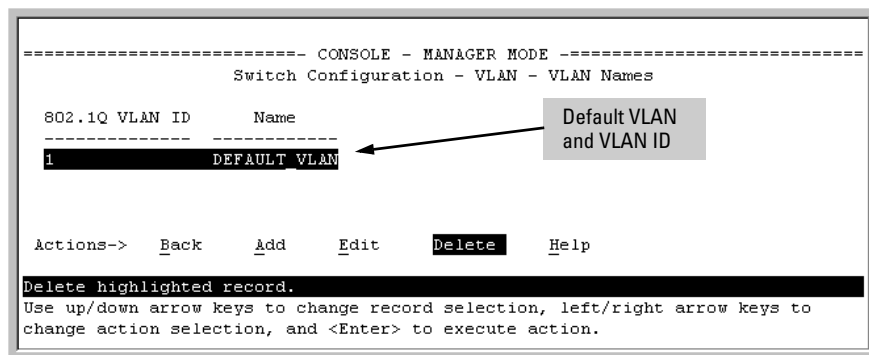 ==========================- CONSOLE - MANAGER MODE -============================
Switch Configuration - VLAN - VLAN Names
802.1Q VLAN ID Name
-------------- ------------
1 DEFAULT_VLAN
Default VLAN
and VLAN ID
Actions-> Back Add Edit Delete Help
Delete highlighted record.
Use up/down arrow keys to change record selection, left/right arrow keys to
change action selection, and <Enter> to execute action.